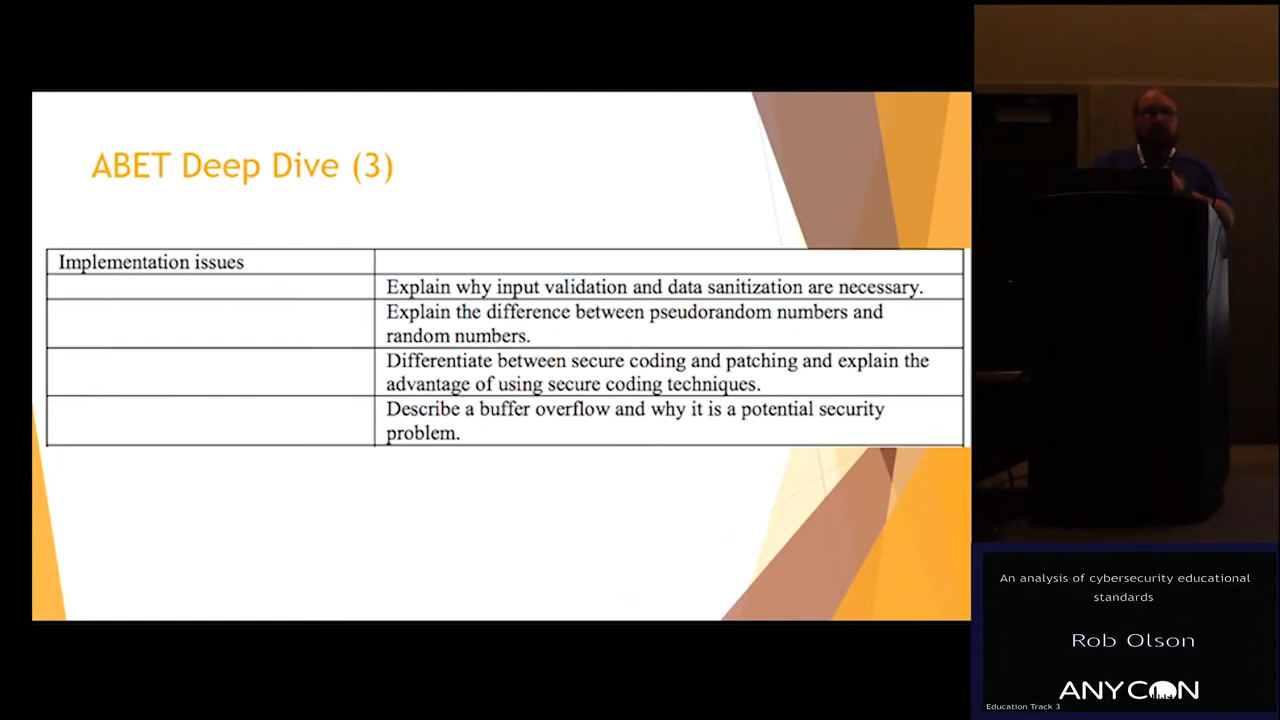 ABET Deep Dive (3)
Implementation issues
Explain why input validation and data sanitization are necessary.
Explain the difference between pseudorandom numbers and
random numbers.
Differentiate between secure coding and patching and explain the
advantage of using secure coding techniques.
Describe a buffer overflow and why it is a potential security
problem.
An analysis of cybersecurity educational
standards
Rob Olson
ANYCON
Education Track 3